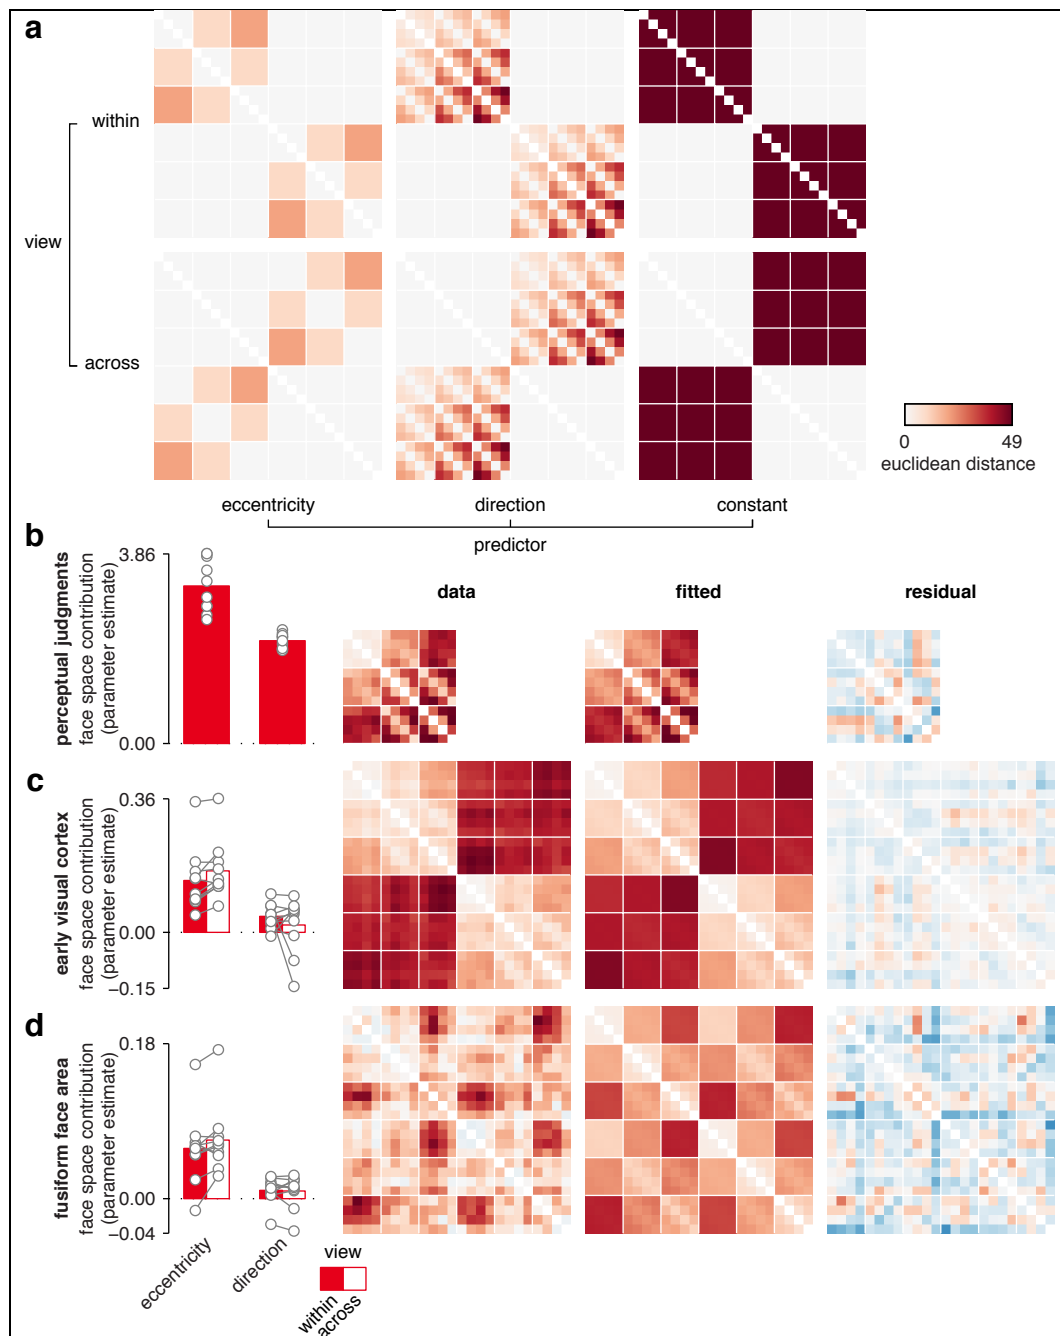 a
within
view
across
0
49
euclidean distance
eccentricity
direction
constant
predictor
b
perceptual judgments
face space contribution
(parameter estimate)
3.86
0.00
data
fitted
residual
c
early visual cortex
face space contribution
(parameter estimate)
0.36
0.00
−0.15
d
fusiform face area
face space contribution
(parameter estimate)
0.18
0.00
−0.04
eccentricity
direction
view
within
across